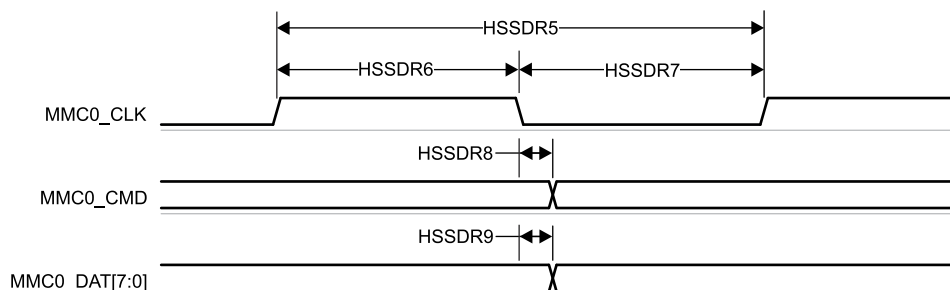 HSSDR5
HSSDR6 HSSDR7
MMC0_CLK
HSSDR8
MMC0_CMD
HSSDR9
MMC0_DAT[7:0]